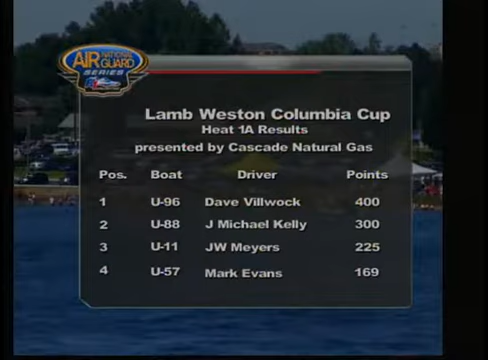 AIR NATIONAL GUARD
SERIES
Lamb Weston Columbia Cup
Heat 1A Results
presented by Cascade Natural Gas
Pos. Boat Driver Points
1 U-96 Dave Villwock 400
2 U-88 J Michael Kelly 300
3 U-11 JW Meyers 225
4 U-57 Mark Evans 169